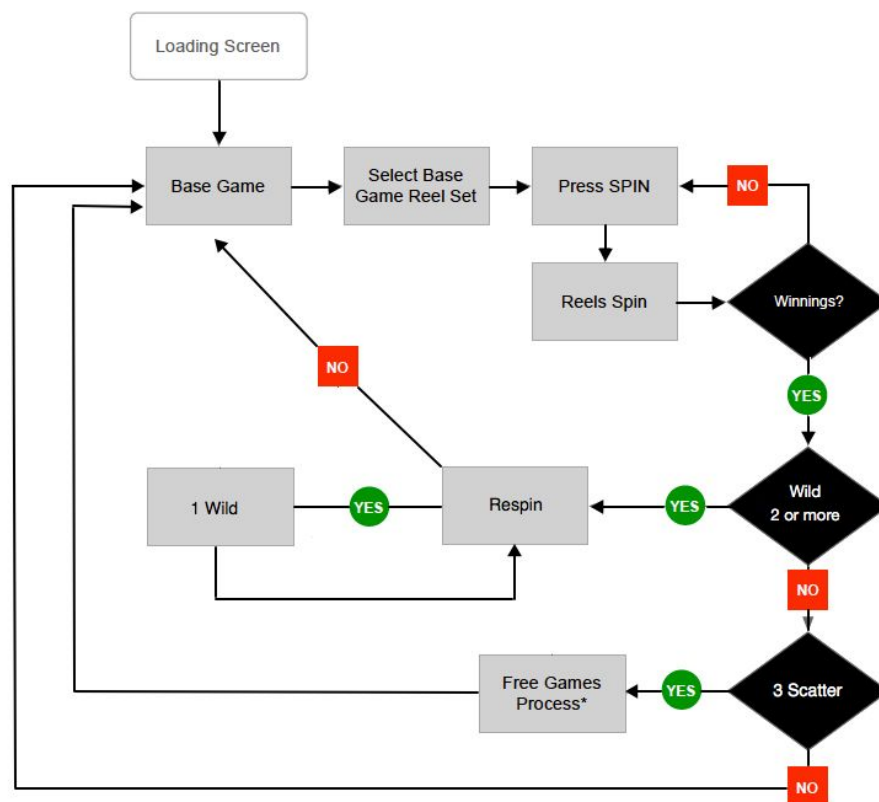 Loading Screen
Base Game
Select Base
Game Reel Set
Press SPIN
NO
Reels Spin
Winnings?
NO
YES
1 Wild
YES
Respin
YES
Wild
2 or more
NO
Free Games
Process*
YES
3 Scatter
NO